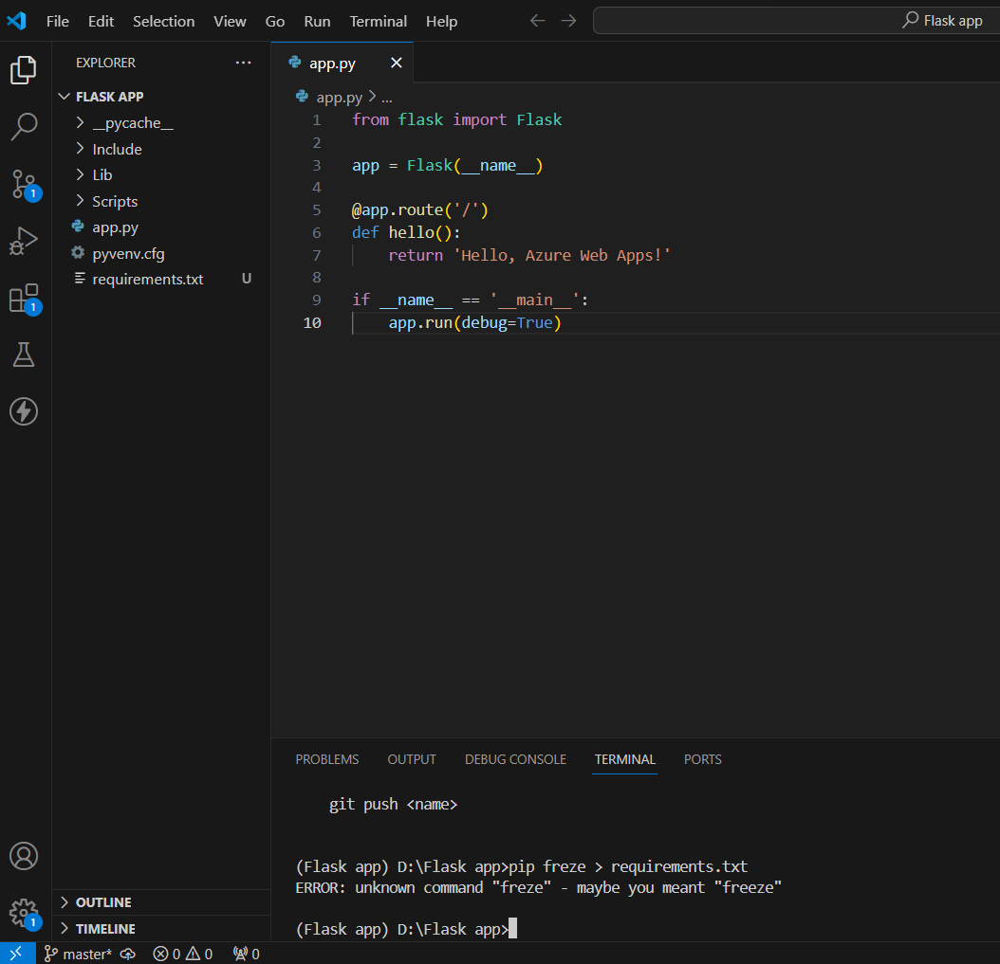 File Edit Selection View Go Run Terminal Help
Flask app
EXPLORER
FLASK APP
__pycache__
Include
Lib
Scripts
app.py
pyvenv.cfg
requirements.txt U
1
1
OUTLINE
TIMELINE
1
app.py
app.py > ...
1 from flask import Flask
2
3 app = Flask(__name__)
4
5 @app.route('/')
6 def hello():
7     return 'Hello, Azure Web Apps!'
8
9 if __name__ == '__main__':
10     app.run(debug=True)
PROBLEMS OUTPUT DEBUG CONSOLE TERMINAL PORTS
git push <name>
(Flask app) D:\Flask app>pip freze > requirements.txt
ERROR: unknown command "freze" - maybe you meant "freeze"
(Flask app) D:\Flask app>
master* 0 0 0